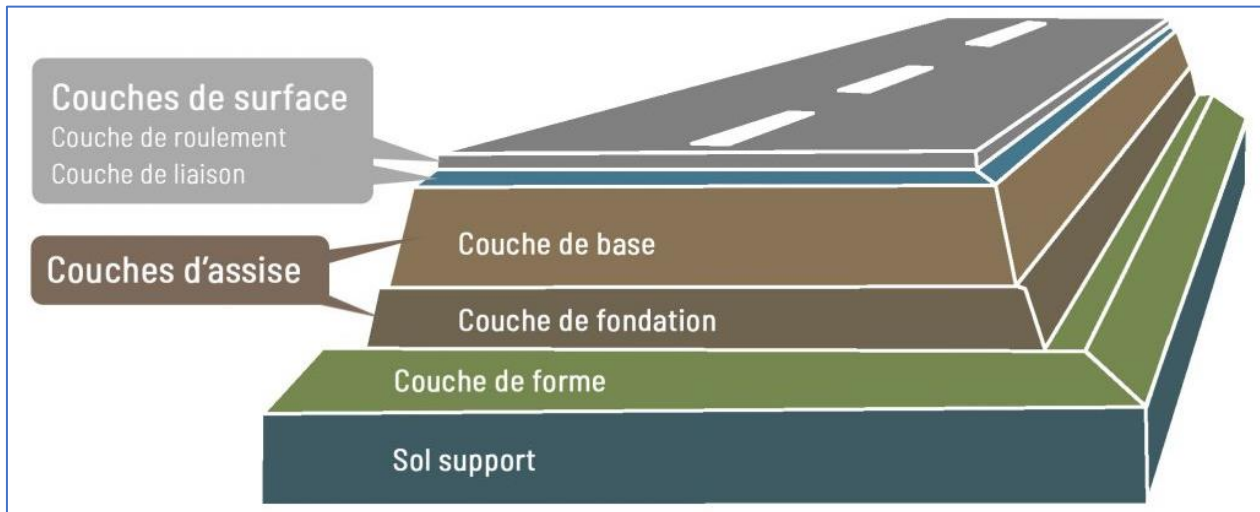 Couches de surface
Couche de roulement
Couche de liaison
Couches d'assise
Couche de base
Couche de fondation
Couche de forme
Sol support